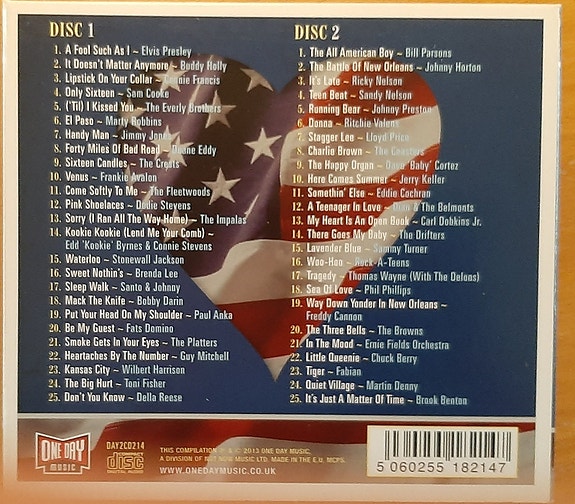 DISC 1
1. A Fool Such As I ~ Elvis Presley
2. It Doesn't Matter Anymore ~ Buddy Holly
3. Lipstick On Your Collar ~ Connie Francis
4. Only Sixteen ~ Sam Cooke
5. ('Til) I Kissed You ~ The Everly Brothers
6. El Paso ~ Marty Robbins
7. Handy Man ~ Jimmy Jones
8. Forty Miles Of Bad Road ~ Duane Eddy
9. Sixteen Candles ~ The Crests
10. Venus ~ Frankie Avalon
11. Come Softly To Me ~ The Fleetwoods
12. Pink Shoelaces ~ Dodie Stevens
13. Sorry (I Ran All The Way Home) ~ The Impalas
14. Kookie Kookie (Lend Me Your Comb) ~
Edd 'Kookie' Byrnes & Connie Stevens
15. Waterloo ~ Stonewall Jackson
16. Sweet Nothin's ~ Brenda Lee
17. Sleep Walk ~ Santo & Johnny
18. Mack The Knife ~ Bobby Darin
19. Put Your Head On My Shoulder ~ Paul Anka
20. Be My Guest ~ Fats Domino
21. Smoke Gets In Your Eyes ~ The Platters
22. Heartaches By The Number ~ Guy Mitchell
23. Kansas City ~ Wilbert Harrison
24. The Big Hurt ~ Toni Fisher
25. Don't You Know ~ Della Reese
DISC 2
1. The All American Boy ~ Bill Parsons
2. The Battle Of New Orleans ~ Johnny Horton
3. It's Late ~ Ricky Nelson
4. Teen Beat ~ Sandy Nelson
5. Running Bear ~ Johnny Preston
6. Donna ~ Ritchie Valens
7. Stagger Lee ~ Lloyd Price
8. Charlie Brown ~ The Coasters
9. The Happy Organ ~ Dave 'Baby' Cortez
10. Here Comes Summer ~ Jerry Keller
11. Somethin' Else ~ Eddie Cochran
12. A Teenager In Love ~ Dion & The Belmonts
13. My Heart Is An Open Book ~ Carl Dobkins Jr.
14. There Goes My Baby ~ The Drifters
15. Lavender Blue ~ Sammy Turner
16. Woo-Hoo ~ Rock-A-Teens
17. Tragedy ~ Thomas Wayne (With The Delons)
18. Sea Of Love ~ Phil Phillips
19. Way Down Yonder In New Orleans ~
Freddy Cannon
20. The Three Bells ~ The Browns
21. In The Mood ~ Ernie Fields Orchestra
22. Little Queenie ~ Chuck Berry
23. Tiger ~ Fabian
24. Quiet Village ~ Martin Denny
25. It's Just A Matter Of Time ~ Brook Benton
ONE DAY
MUSIC
DAY2CD214
COMPACT
disc
DIGITAL AUDIO
THIS COMPILATION ℗ & © 2013 ONE DAY MUSIC,
A DIVISION OF NOT NOW MUSIC LTD. MADE IN THE E.U. MCPS.
WWW.ONEDAYMUSIC.CO.UK
5 060255 182147